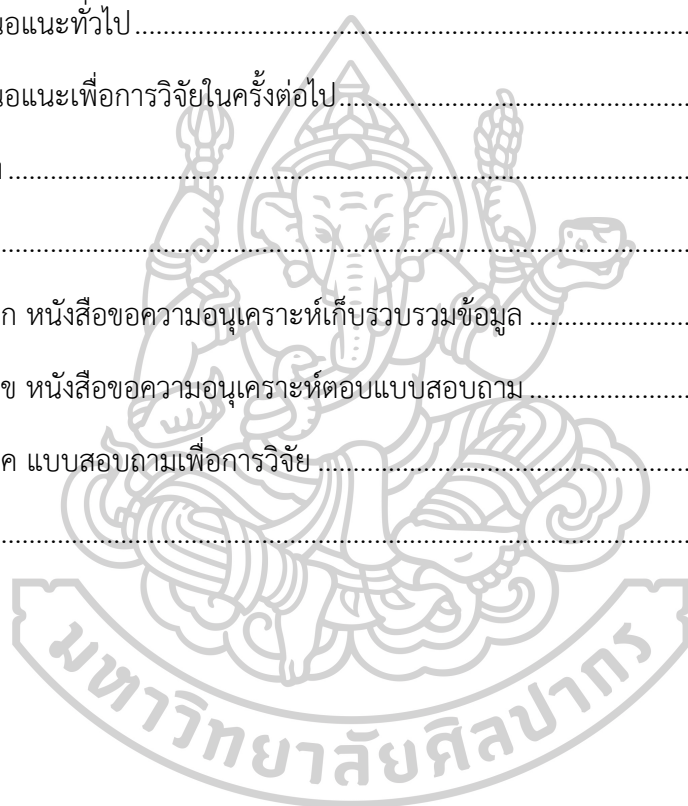 นอแนะทั่วไป ........................................................................
นอแนะเพื่อการวิจัยในครั้งต่อไป ........................................................................
........................................................................
........................................................................
ก หนังสือขอความอนุเคราะห์เก็บรวบรวมข้อมูล ........................................................................
ข หนังสือขอความอนุเคราะห์ตอบแบบสอบถาม ........................................................................
ค แบบสอบถามเพื่อการวิจัย ........................................................................
........................................................................
มหาวิทยาลัยศิลปากร